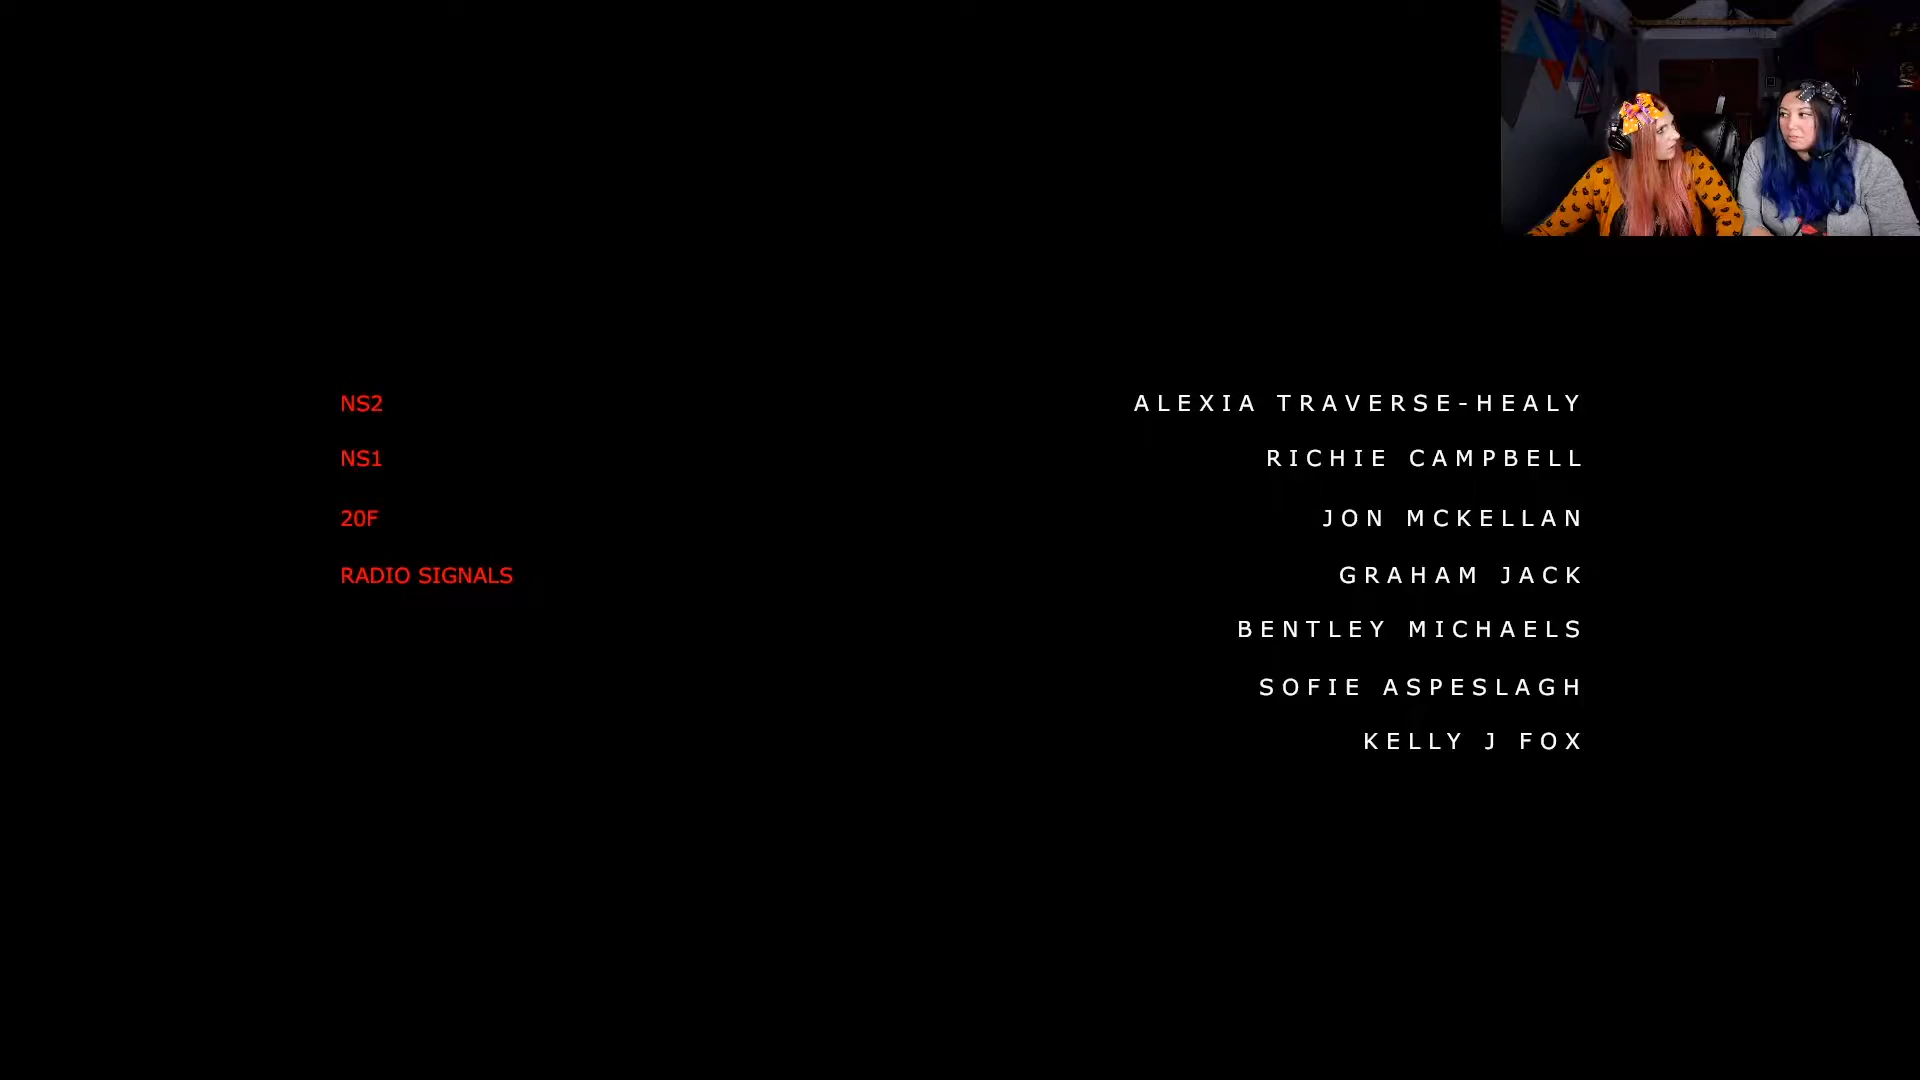 NS2 ALEXIA TRAVERSE-HEALY
NS1 RICHIE CAMPBELL
20F JON MCKELLAN
RADIO SIGNALS GRAHAM JACK
BENTLEY MICHAELS
SOFIE ASPESLAGH
KELLY J FOX